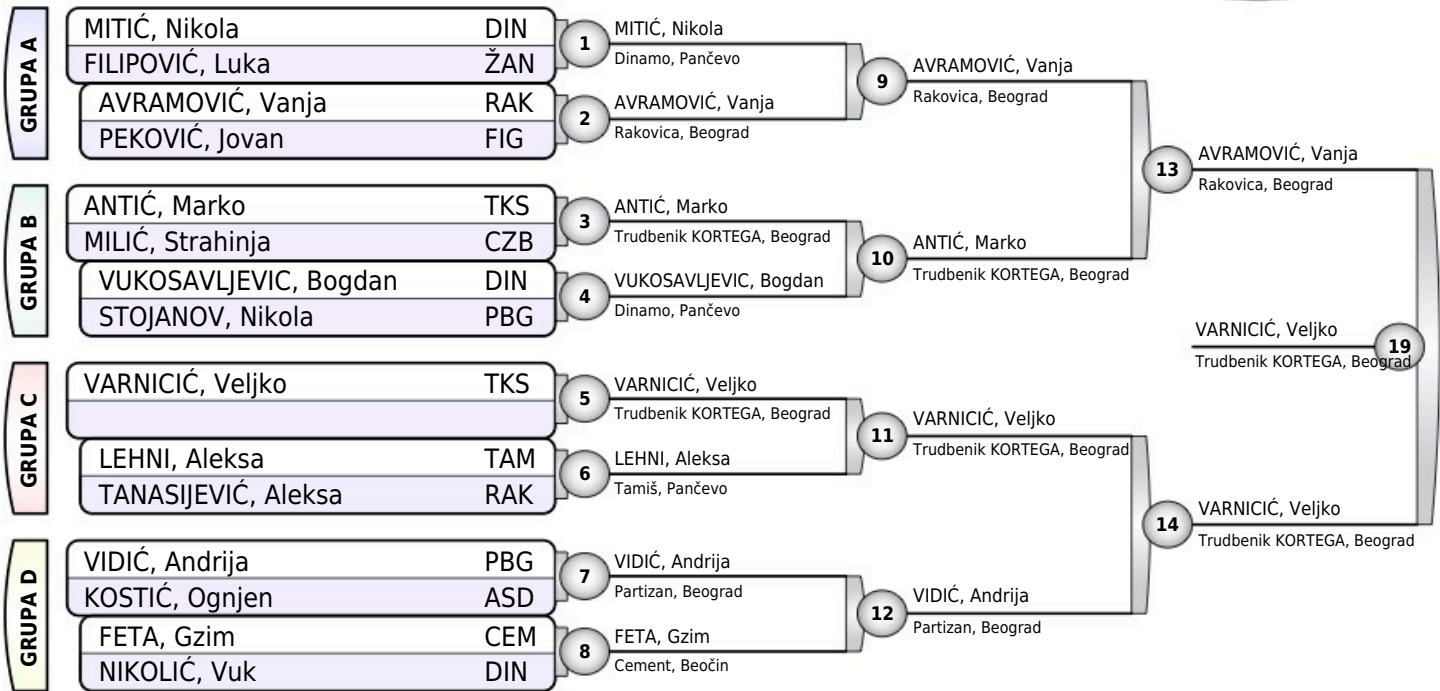 GRUPA A
MITIĆ, Nikola DIN
FILIPOVIĆ, Luka ŽAN
AVRAMOVIĆ, Vanja RAK
PEKOVIĆ, Jovan FIG
GRUPA B
ANTIĆ, Marko TKS
MILIĆ, Strahinja CZB
VUKOSAVLJEVIC, Bogdan DIN
STOJANOV, Nikola PBG
GRUPA C
VARNICIĆ, Veljko TKS
LEHNI, Aleksa TAM
TANASIJEVIĆ, Aleksa RAK
GRUPA D
VIDIĆ, Andrija PBG
KOSTIĆ, Ognjen ASD
FETA, Gzim CEM
NIKOLIĆ, Vuk DIN
1
MITIĆ, Nikola
Dinamo, Pančevo
2
AVRAMOVIĆ, Vanja
Rakovica, Beograd
3
ANTIĆ, Marko
Trudbenik KORTEGA, Beograd
4
VUKOSAVLJEVIC, Bogdan
Dinamo, Pančevo
5
VARNICIĆ, Veljko
Trudbenik KORTEGA, Beograd
6
LEHNI, Aleksa
Tamiš, Pančevo
7
VIDIĆ, Andrija
Partizan, Beograd
8
FETA, Gzim
Cement, Beočin
9
AVRAMOVIĆ, Vanja
Rakovica, Beograd
10
ANTIĆ, Marko
Trudbenik KORTEGA, Beograd
11
VARNICIĆ, Veljko
Trudbenik KORTEGA, Beograd
12
VIDIĆ, Andrija
Partizan, Beograd
13
AVRAMOVIĆ, Vanja
Rakovica, Beograd
14
VARNICIĆ, Veljko
Trudbenik KORTEGA, Beograd
VARNICIĆ, Veljko
19
Trudbenik KORTEGA, Beograd